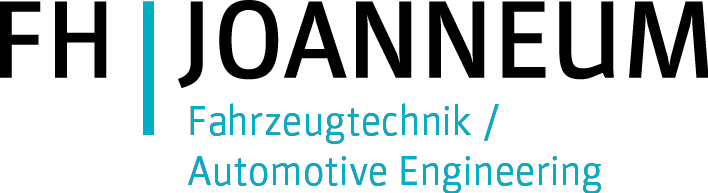 FH JOANNEUM
Fahrzeugtechnik /
Automotive Engineering